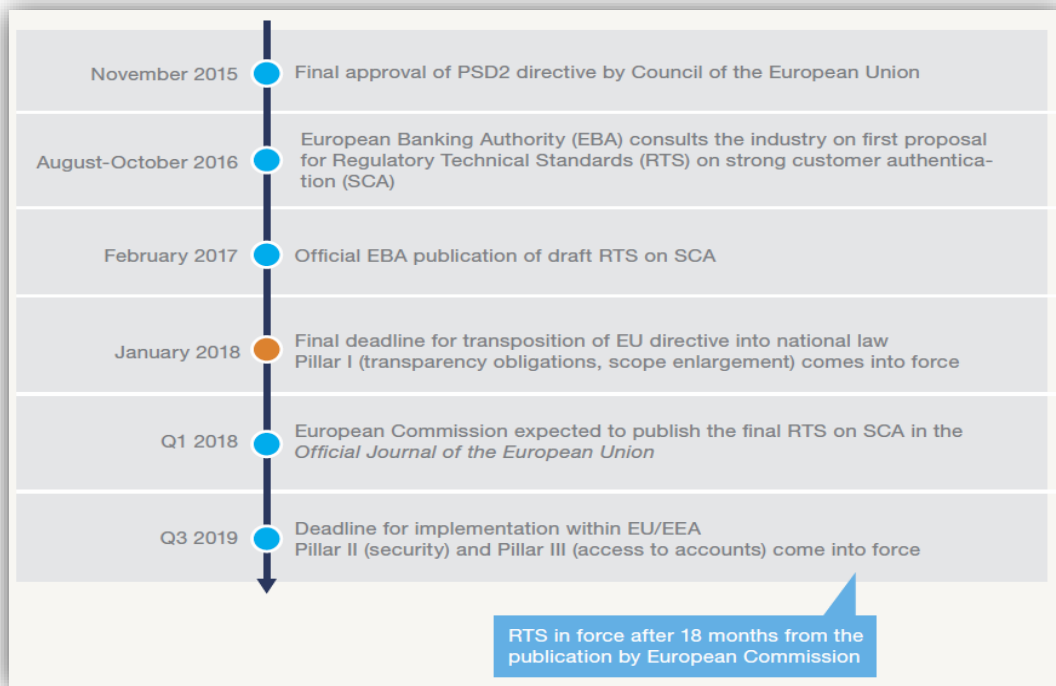 November 2015
Final approval of PSD2 directive by Council of the European Union
August-October 2016
European Banking Authority (EBA) consults the industry on first proposal
for Regulatory Technical Standards (RTS) on strong customer authentica-
tion (SCA)
February 2017
Official EBA publication of draft RTS on SCA
January 2018
Final deadline for transposition of EU directive into national law
Pillar I (transparency obligations, scope enlargement) comes into force
Q1 2018
European Commission expected to publish the final RTS on SCA in the
Official Journal of the European Union
Q3 2019
Deadline for implementation within EU/EEA
Pillar II (security) and Pillar III (access to accounts) come into force
RTS in force after 18 months from the
publication by European Commission